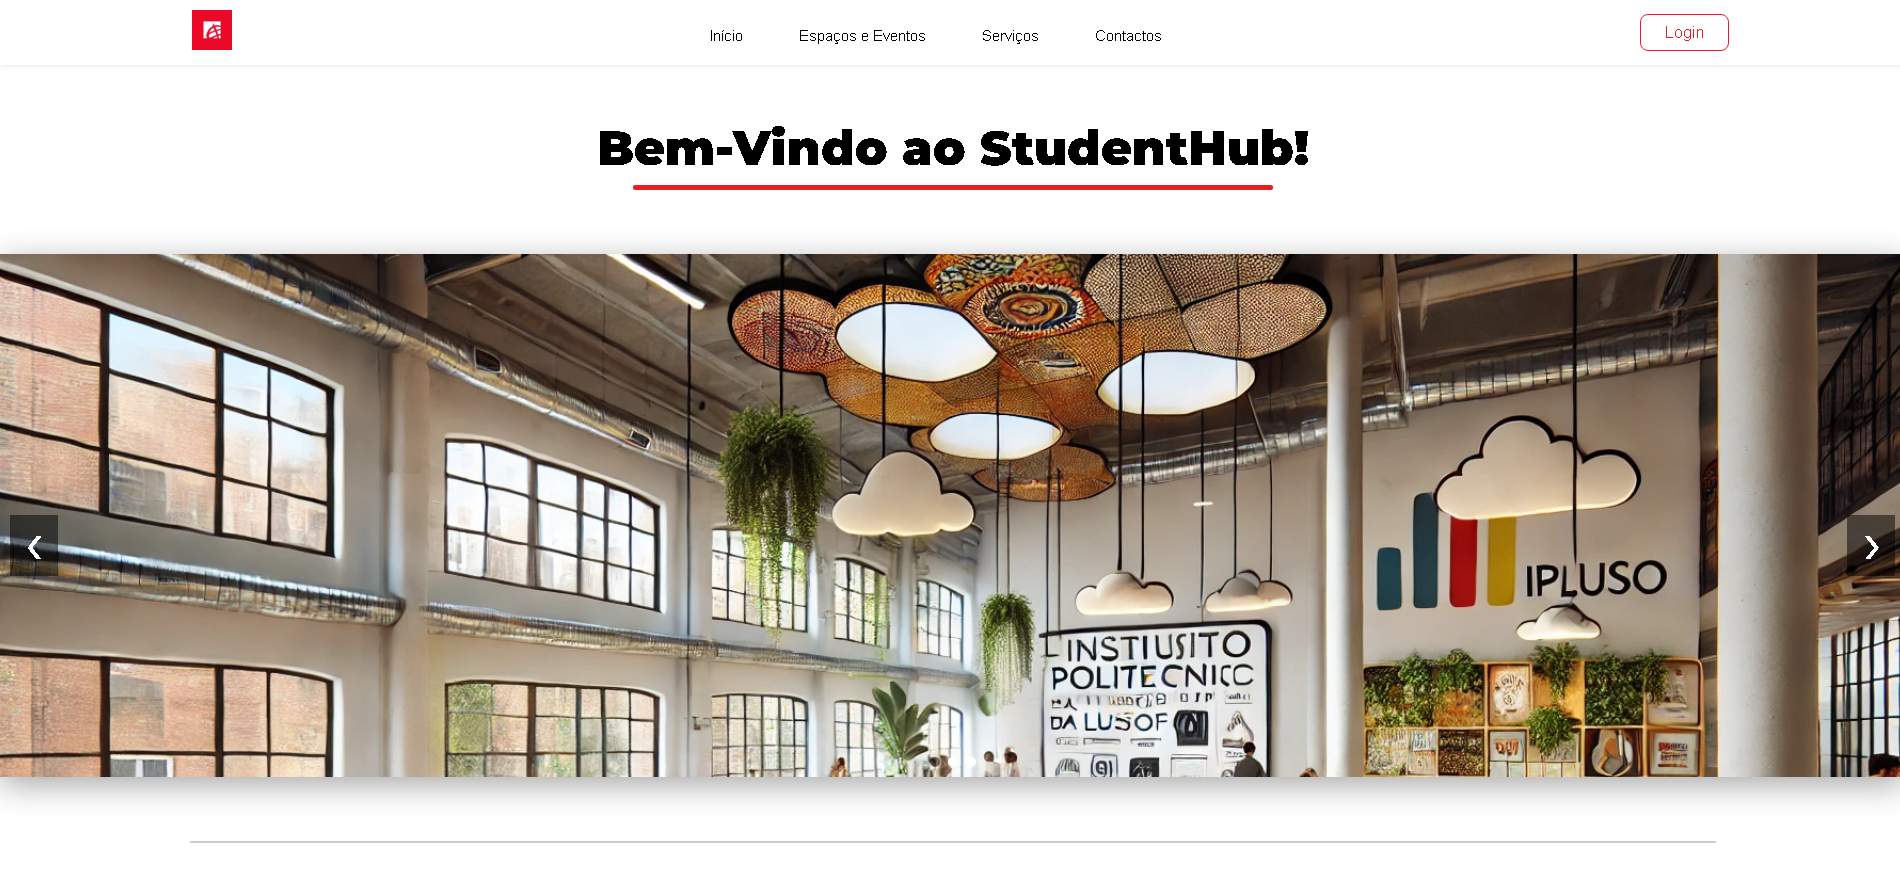 Início
Espaços e Eventos
Serviços
Contactos
Login
Bem-Vindo ao StudentHub!
IPLUSO
INSTIUSITO
POLITECNICC
DA LUSOF